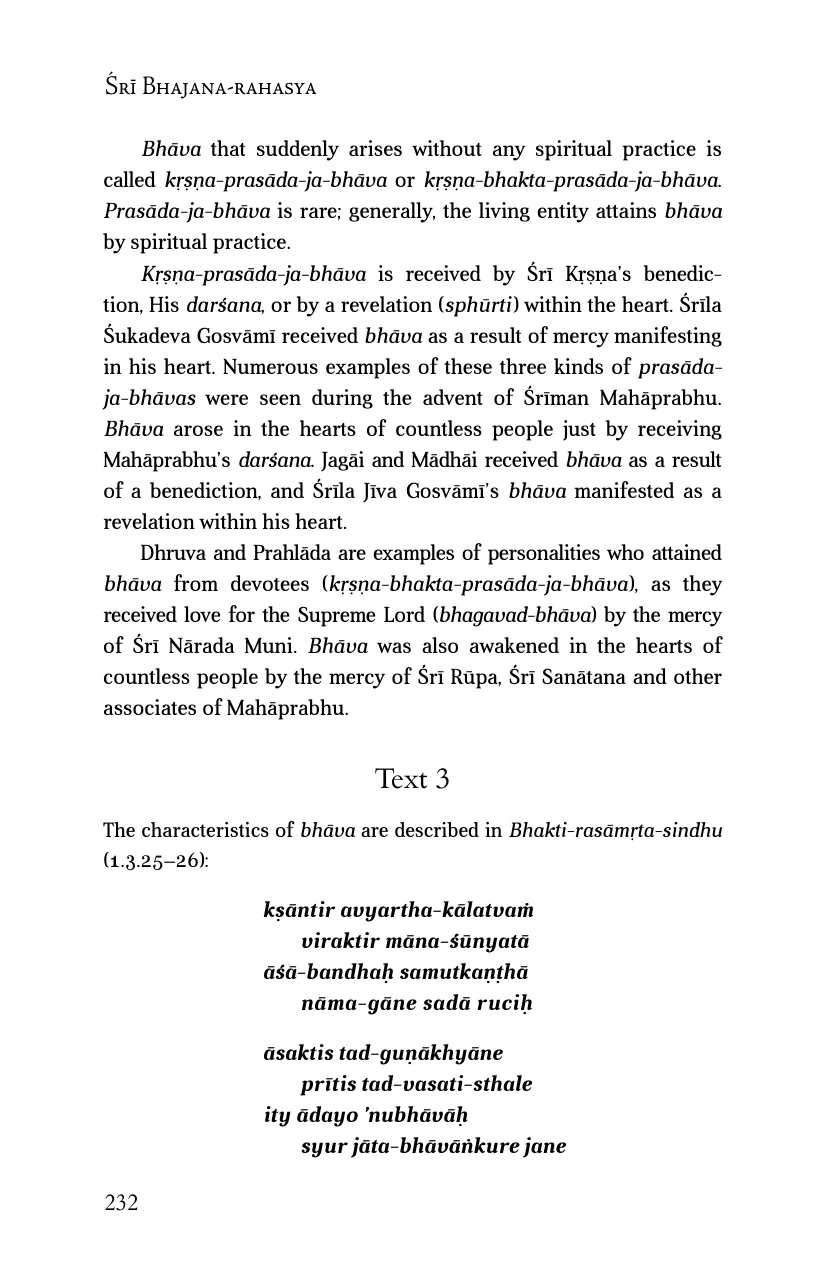 Śrī Bhajana-rahasya
Bhāva that suddenly arises without any spiritual practice is
called kṛṣṇa-prasāda-ja-bhāva or kṛṣṇa-bhakta-prasāda-ja-bhāva.
Prasāda-ja-bhāva is rare; generally, the living entity attains bhāva
by spiritual practice.
Kṛṣṇa-prasāda-ja-bhāva is received by Śrī Kṛṣṇa’s benedic-
tion, His darśana, or by a revelation (sphūrti) within the heart. Śrīla
Śukadeva Gosvāmī received bhāva as a result of mercy manifesting
in his heart. Numerous examples of these three kinds of prasāda-
ja-bhāvas were seen during the advent of Śrīman Mahāprabhu.
Bhāva arose in the hearts of countless people just by receiving
Mahāprabhu’s darśana. Jagāi and Mādhāi received bhāva as a result
of a benediction, and Śrīla Jīva Gosvāmī’s bhāva manifested as a
revelation within his heart.
Dhruva and Prahlāda are examples of personalities who attained
bhāva from devotees (kṛṣṇa-bhakta-prasāda-ja-bhāva), as they
received love for the Supreme Lord (bhagavad-bhāva) by the mercy
of Śrī Nārada Muni. Bhāva was also awakened in the hearts of
countless people by the mercy of Śrī Rūpa, Śrī Sanātana and other
associates of Mahāprabhu.
Text 3
The characteristics of bhāva are described in Bhakti-rasāmṛta-sindhu
(1.3.25–26):
kṣāntir avyartha-kālatvaṁ
viraktir māna-śūnyatā
āśā-bandhaḥ samutkaṇṭhā
nāma-gāne sadā ruciḥ
āsaktis tad-guṇākhyāne
prītis tad-vasati-sthale
ity ādayo ’nubhāvāḥ
syur jāta-bhāvāṅkure jane
232